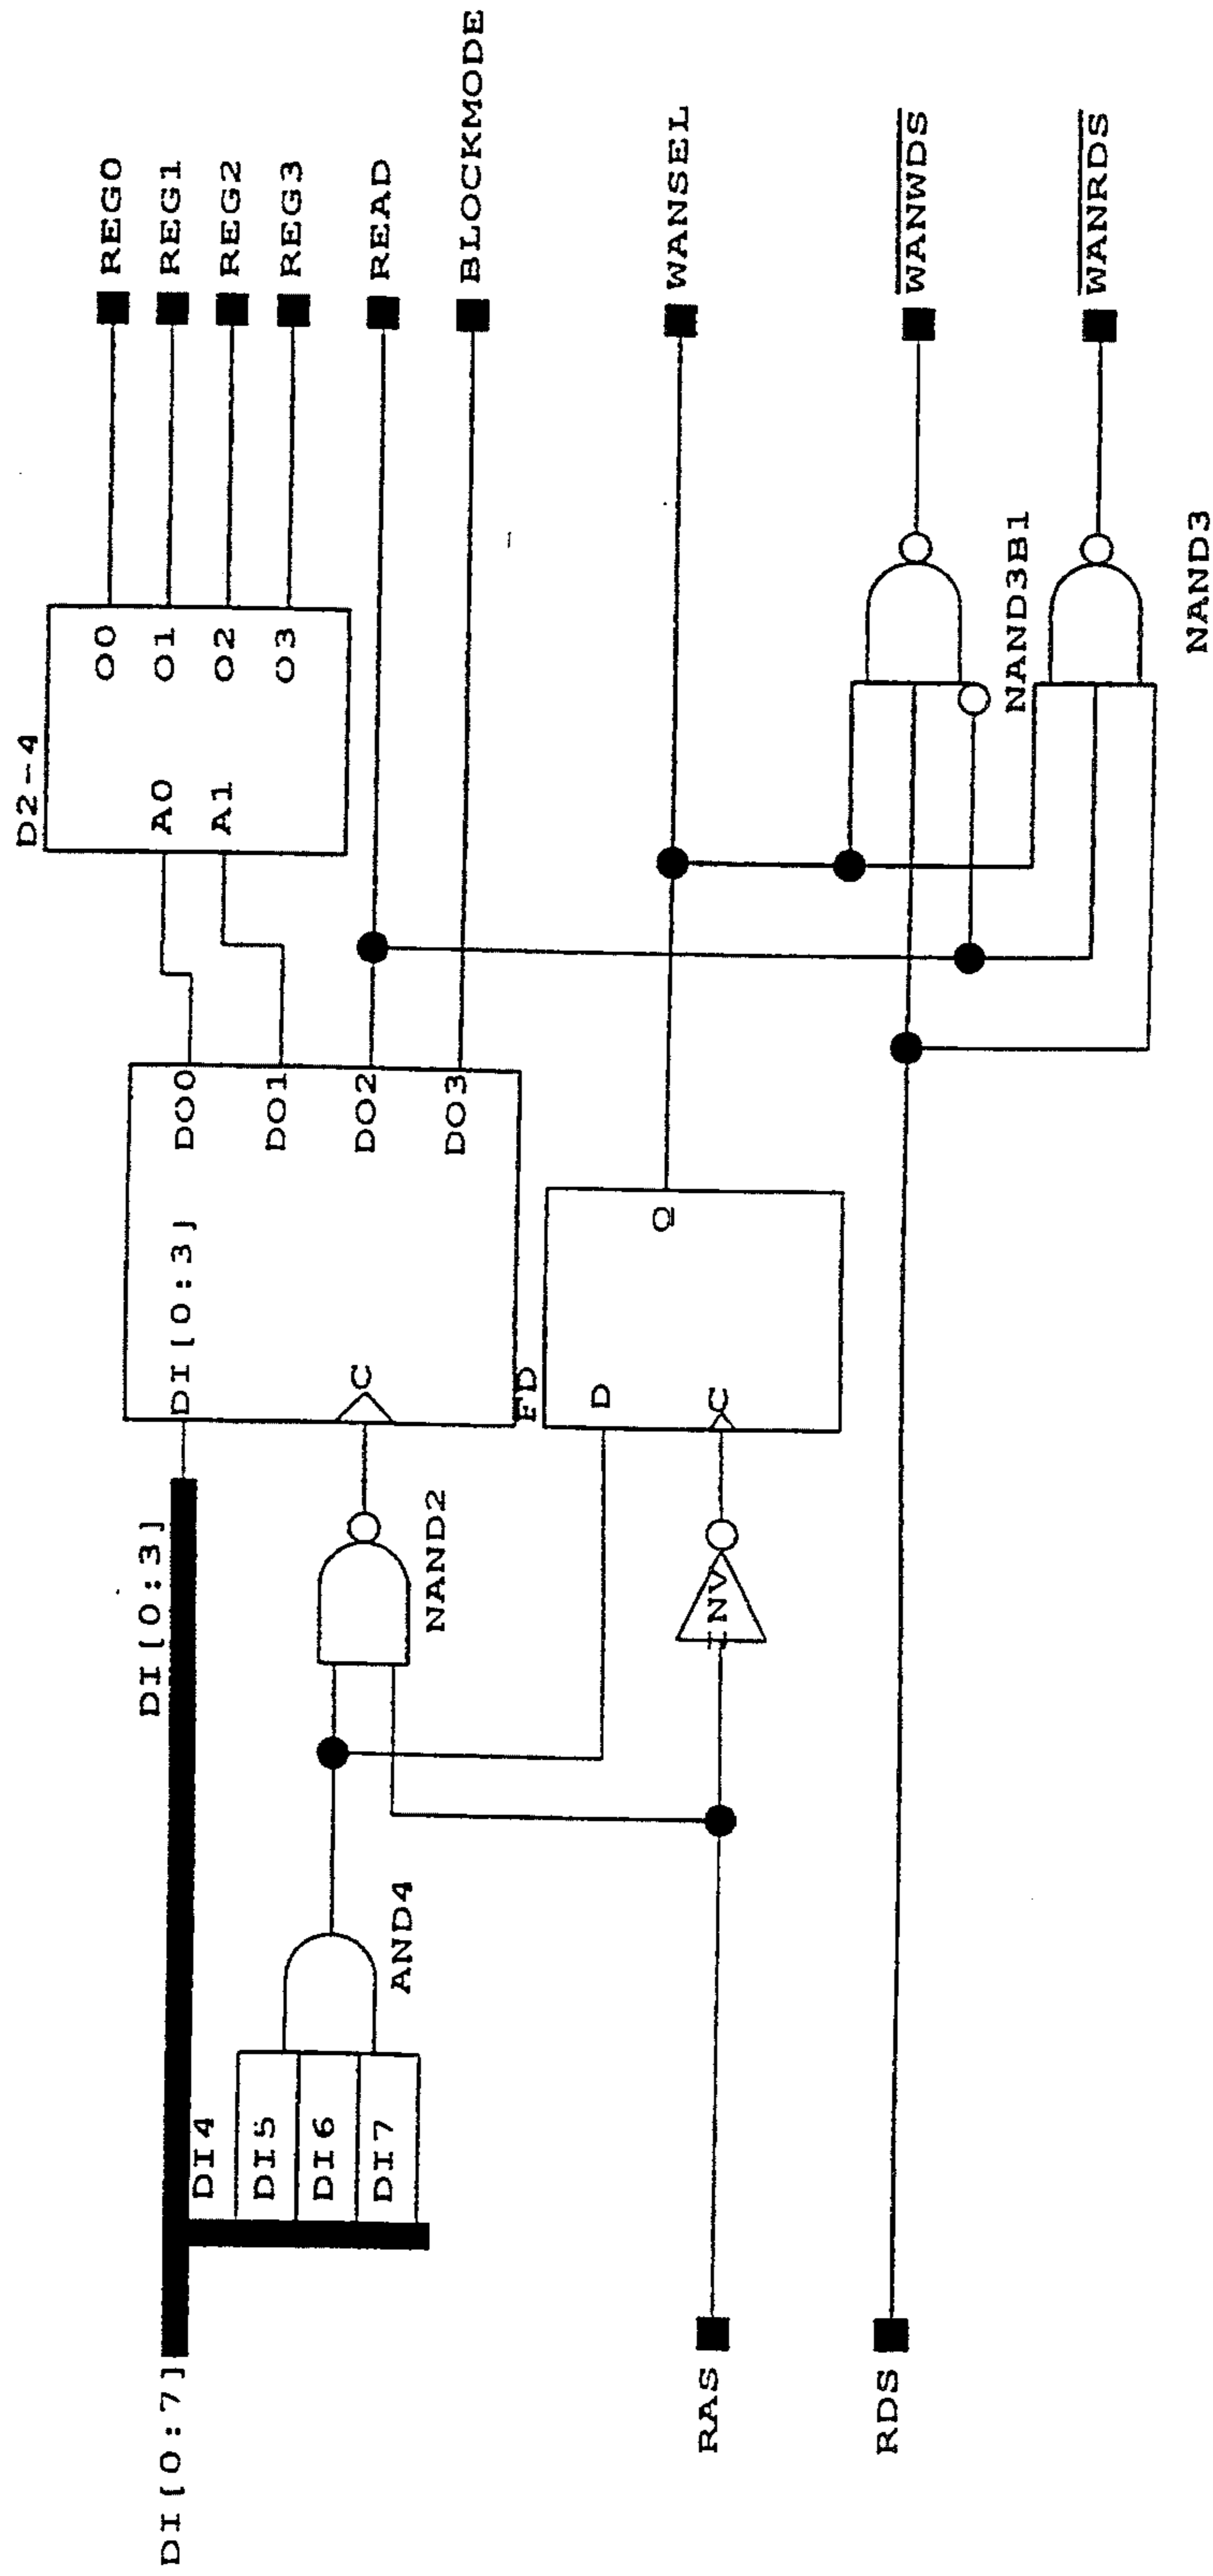 DI[0:7]
DI[0:3]
DI4
DI5
DI6
DI7
AND4
NAND2
DI[0:3]
C
DO0
DO1
DO2
DO3
D2-4
A0
A1
O0
O1
O2
O3
REG0
REG1
REG2
REG3
READ
BLOCKMODE
FD
D
C
Q
INV
WANSEL
RAS
RDS
NAND3B1
NAND3
WANWDS
WANRDS